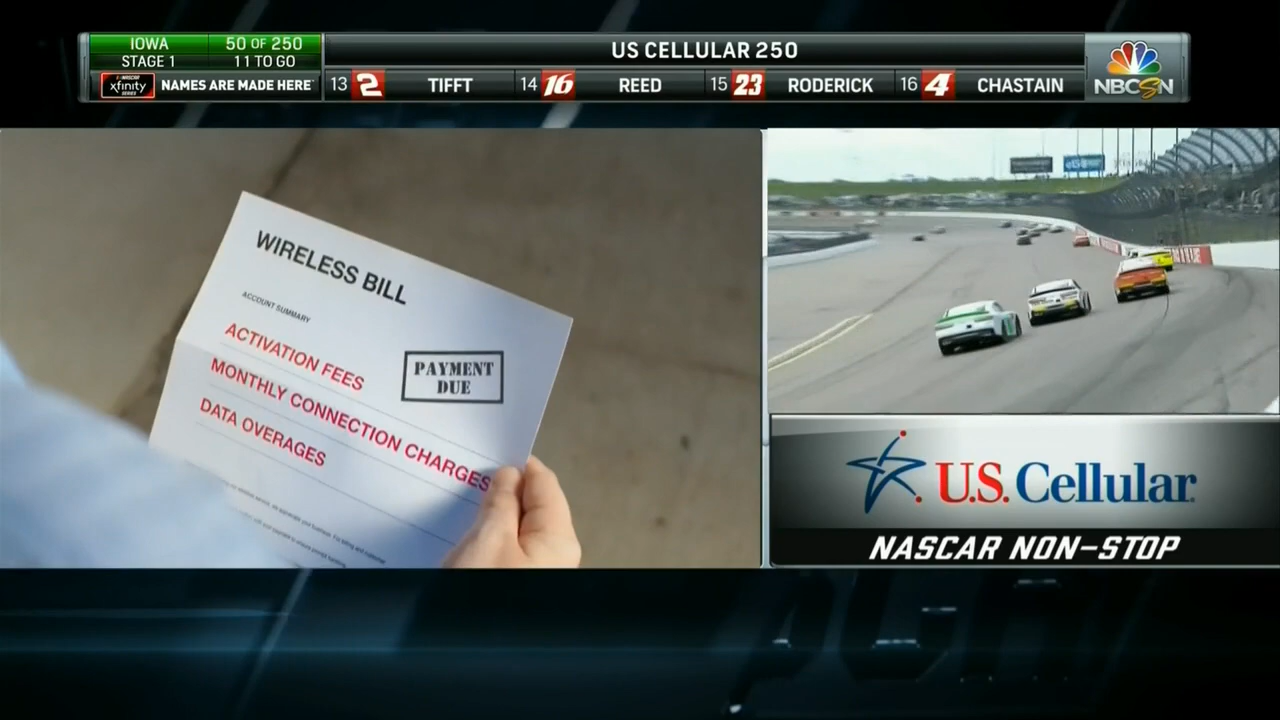 IOWA
50 OF 250
STAGE 1
11 TO GO
NASCAR
xfinity
SERIES
NAMES ARE MADE HERE
US CELLULAR 250
13 2 TIFFT 14 16 REED 15 23 RODERICK 16 4 CHASTAIN
NBCSN
WIRELESS BILL
ACCOUNT SUMMARY
ACTIVATION FEES
MONTHLY CONNECTION CHARGES
DATA OVERAGES
PAYMENT
DUE
U.S. Cellular
NASCAR NON-STOP